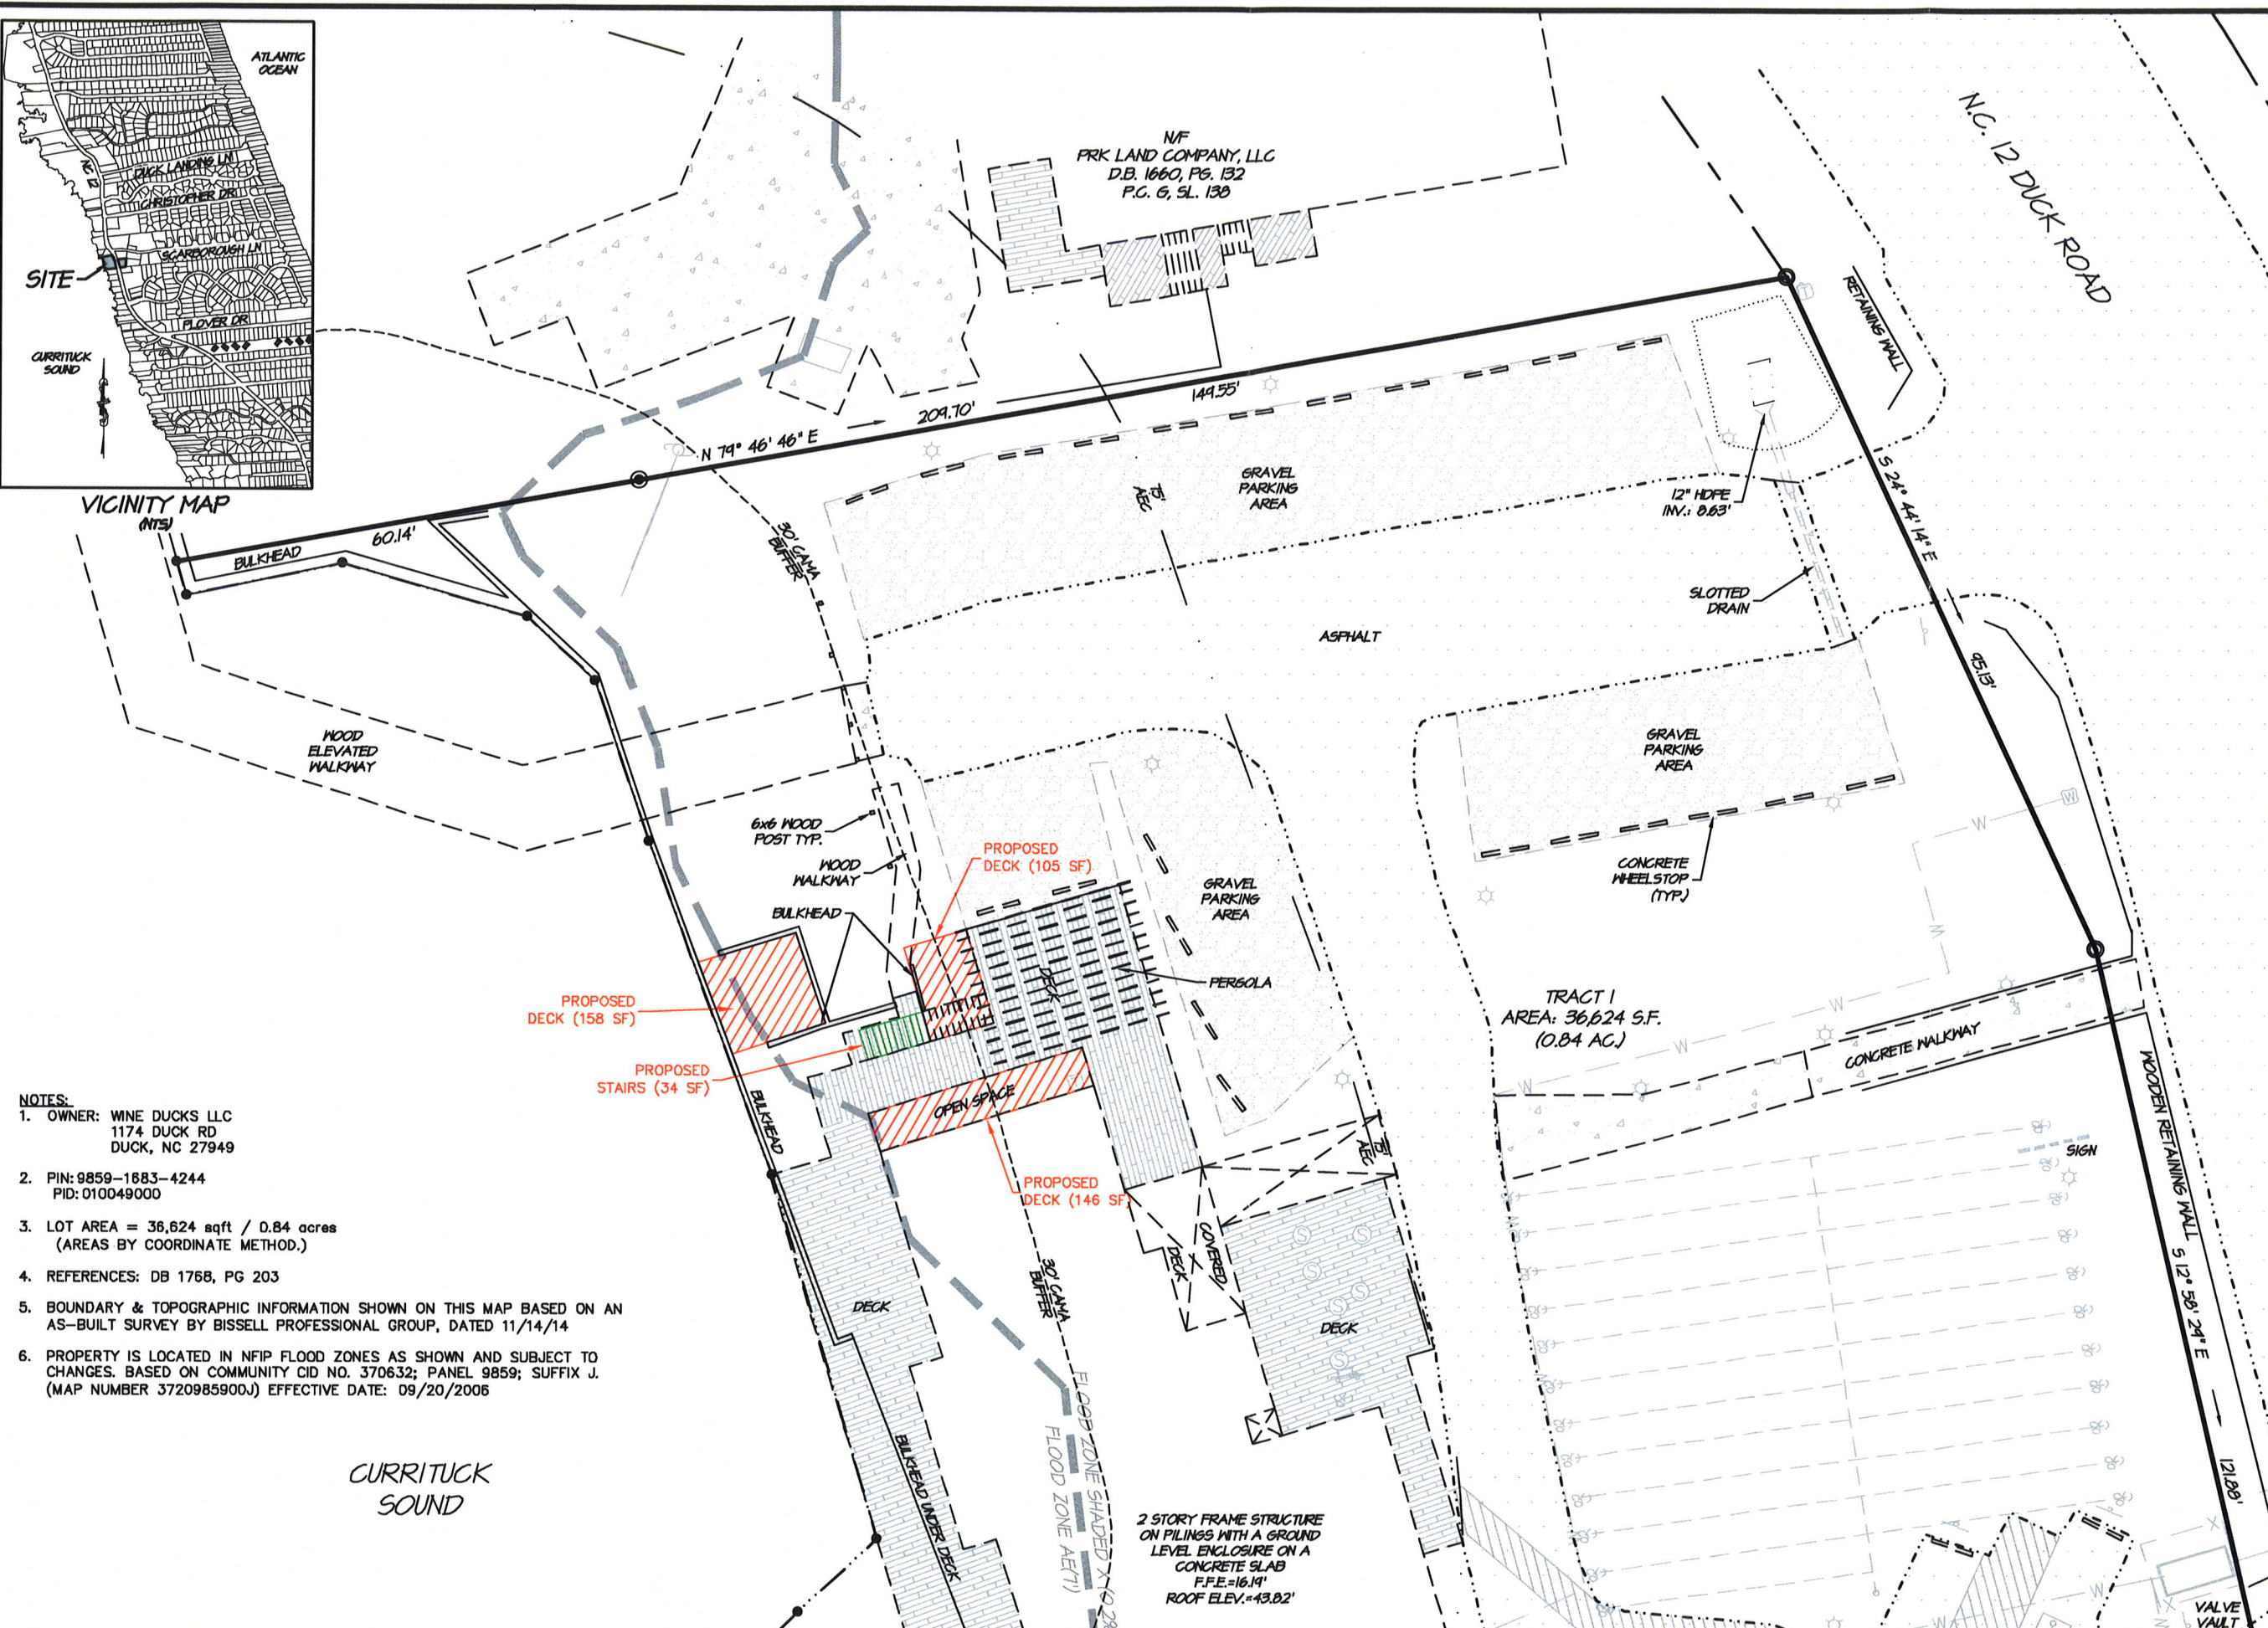 ATLANTIC
OCEAN
N.C. 12
DUCK LANDING LN
CHRISTOPHER DR
SCARBOROUGH LN
SITE
PLOVER DR
CURRITUCK
SOUND
VICINITY MAP
(NTS)
N/F
PRK LAND COMPANY, LLC
D.B. 1660, PG. 132
P.C. G, SL. 138
N.C. 12 DUCK ROAD
RETAINING WALL
N 79° 46' 46" E
209.70'
149.55'
60.14'
BULKHEAD
30' CAMA
BUFFER
75'
AEC
GRAVEL
PARKING
AREA
12" HDPE
INV.: 8.63'
S 24° 44' 14" E
95.13'
SLOTTED
DRAIN
ASPHALT
WOOD
ELEVATED
WALKWAY
GRAVEL
PARKING
AREA
W
W
W
W
W
W
CONCRETE
WHEELSTOP
(TYP.)
6x6 WOOD
POST TYP.
WOOD
WALKWAY
BULKHEAD
PROPOSED
DECK (105 SF)
GRAVEL
PARKING
AREA
DECK
PERGOLA
PROPOSED
DECK (158 SF)
PROPOSED
STAIRS (34 SF)
OPEN SPACE
PROPOSED
DECK (146 SF)
TRACT 1
AREA: 36,624 S.F.
(0.84 AC.)
CONCRETE WALKWAY
WOODEN RETAINING WALL
SIGN
S 12° 58' 29" E
121.88'
BULKHEAD
75'
AEC
COVERED
DECK
DECK
DECK
30' CAMA
BUFFER
BULKHEAD UNDER DECK
FLOOD ZONE SHADED X (0.2%
FLOOD ZONE AE(7')
2 STORY FRAME STRUCTURE
ON PILINGS WITH A GROUND
LEVEL ENCLOSURE ON A
CONCRETE SLAB
F.F.E.=16.19'
ROOF ELEV.=43.82'
VALVE
VAULT
NOTES:
1. OWNER: WINE DUCKS LLC
1174 DUCK RD
DUCK, NC 27949
2. PIN: 9859-1683-4244
PID: 010049000
3. LOT AREA = 36,624 sqft / 0.84 acres
(AREAS BY COORDINATE METHOD.)
4. REFERENCES: DB 1768, PG 203
5. BOUNDARY & TOPOGRAPHIC INFORMATION SHOWN ON THIS MAP BASED ON AN
AS-BUILT SURVEY BY BISSELL PROFESSIONAL GROUP, DATED 11/14/14
6. PROPERTY IS LOCATED IN NFIP FLOOD ZONES AS SHOWN AND SUBJECT TO
CHANGES. BASED ON COMMUNITY CID NO. 370632; PANEL 9859; SUFFIX J.
(MAP NUMBER 3720985900J) EFFECTIVE DATE: 09/20/2006
CURRITUCK
SOUND